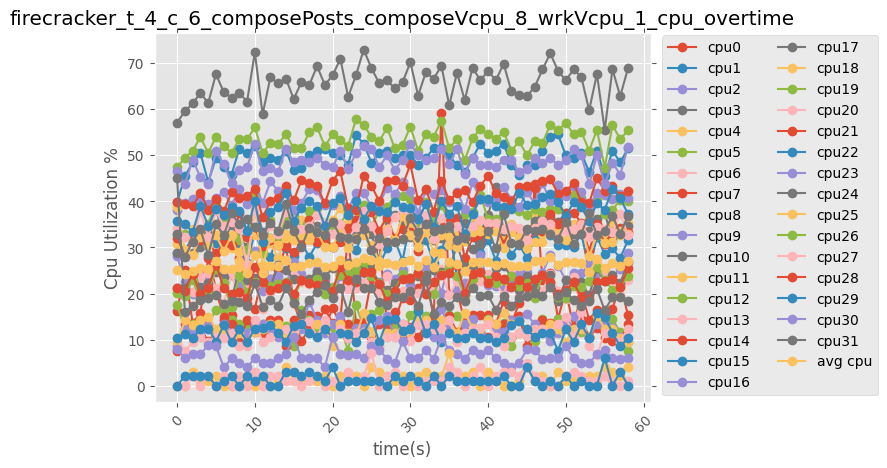 firecracker_t_4_c_6_composePosts_composeVcpu_8_wrkVcpu_1_cpu_overtime
Cpu Utilization %
70
60
50
40
30
20
10
0
0
10
20
30
40
50
60
time(s)
cpu0
cpu1
cpu2
cpu3
cpu4
cpu5
cpu6
cpu7
cpu8
cpu9
cpu10
cpu11
cpu12
cpu13
cpu14
cpu15
cpu16
cpu17
cpu18
cpu19
cpu20
cpu21
cpu22
cpu23
cpu24
cpu25
cpu26
cpu27
cpu28
cpu29
cpu30
cpu31
avg cpu